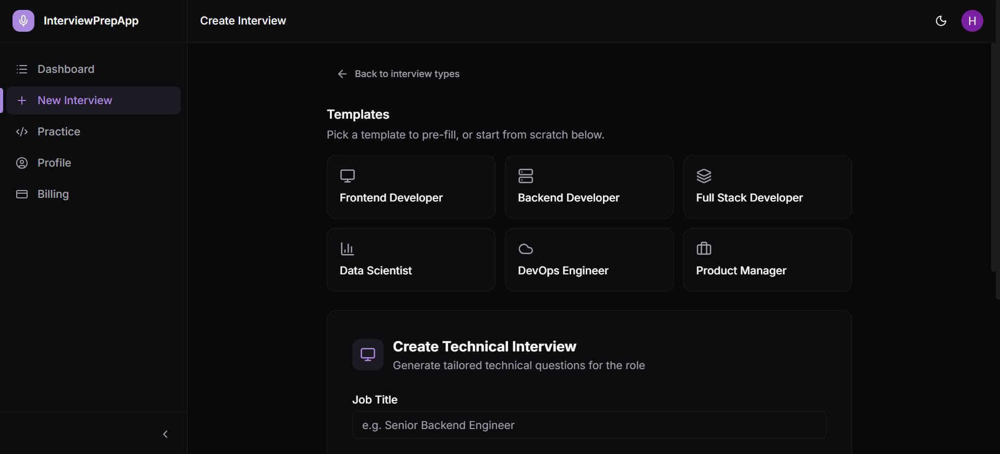 InterviewPrepApp
Create Interview
H
Dashboard
New Interview
Practice
Profile
Billing
Back to interview types
Templates
Pick a template to pre-fill, or start from scratch below.
Frontend Developer
Backend Developer
Full Stack Developer
Data Scientist
DevOps Engineer
Product Manager
Create Technical Interview
Generate tailored technical questions for the role
Job Title
e.g. Senior Backend Engineer